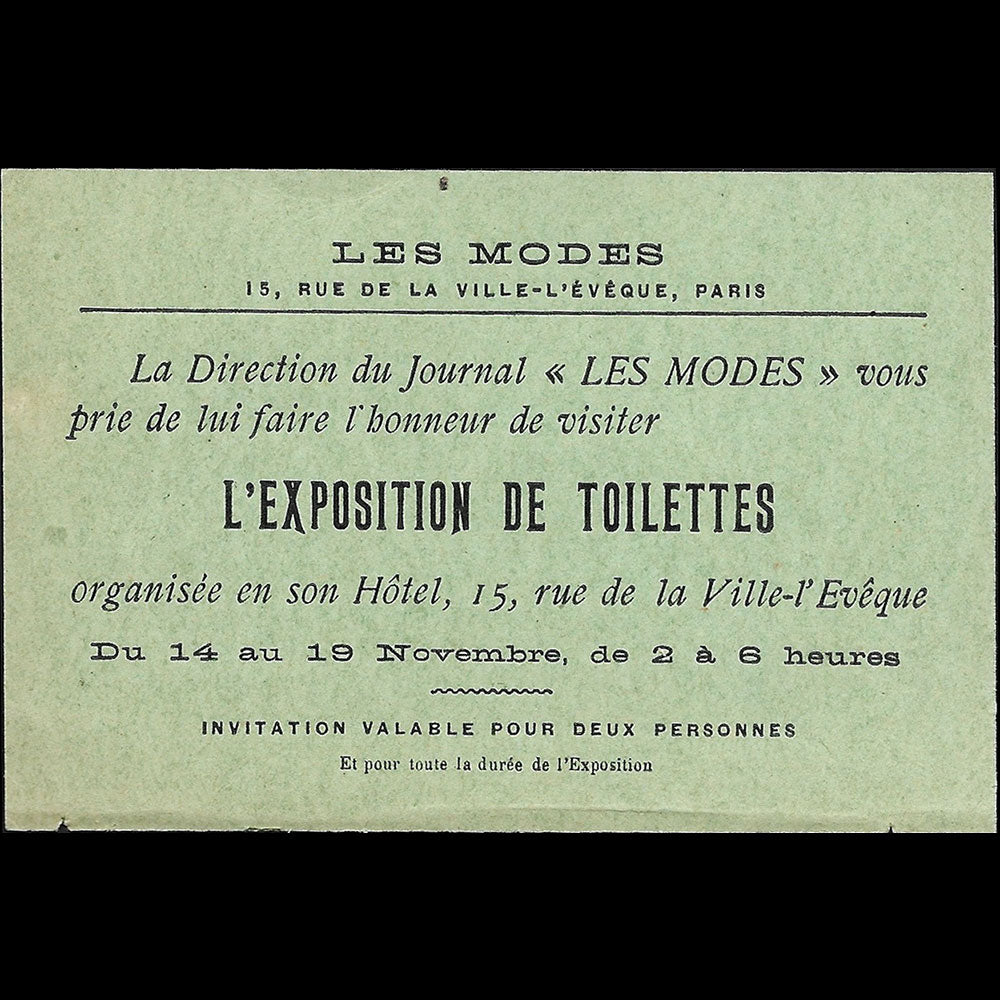 LES MODES
15, RUE DE LA VILLE-L'ÉVÊQUE, PARIS
La Direction du Journal « LES MODES » vous
prie de lui faire l'honneur de visiter
L'EXPOSITION DE TOILETTES
organisée en son Hôtel, 15, rue de la Ville-l'Evêque
Du 14 au 19 Novembre, de 2 à 6 heures
INVITATION VALABLE POUR DEUX PERSONNES
Et pour toute la durée de l'Exposition